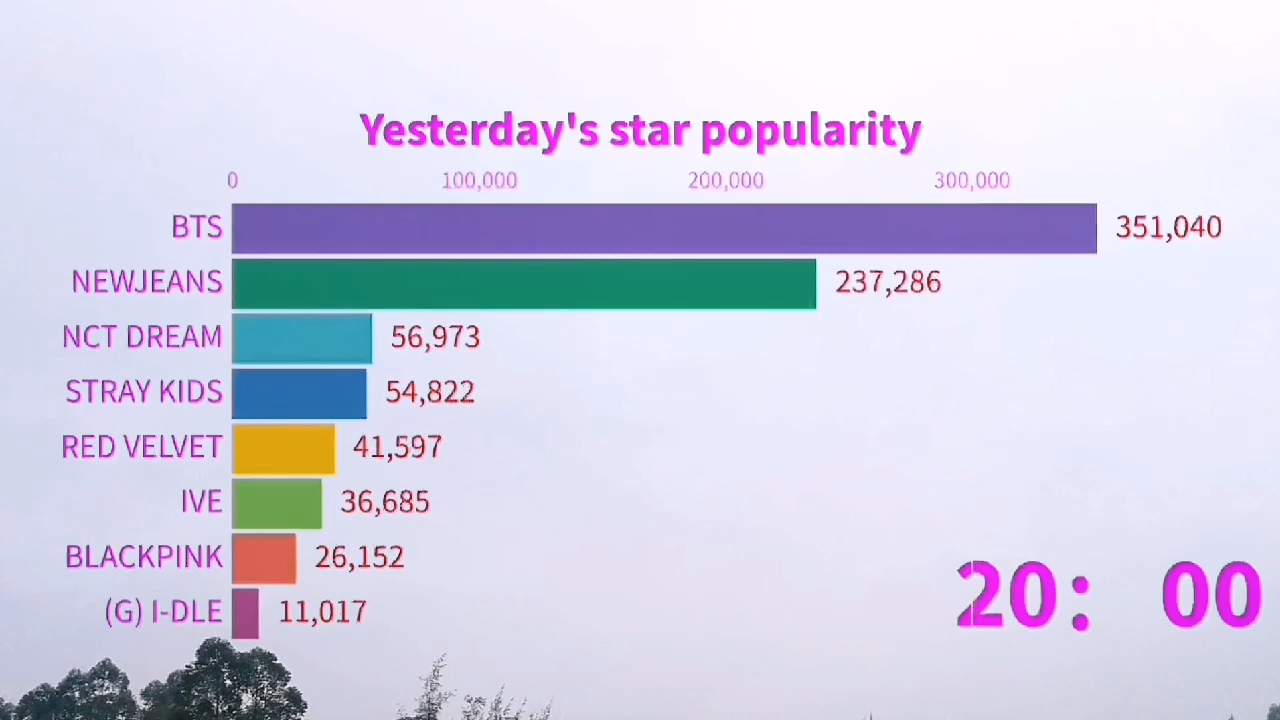 Yesterday's star popularity
0 100,000 200,000 300,000
BTS 351,040
NEWJEANS 237,286
NCT DREAM 56,973
STRAY KIDS 54,822
RED VELVET 41,597
IVE 36,685
BLACKPINK 26,152
(G) I-DLE 11,017
20: 00